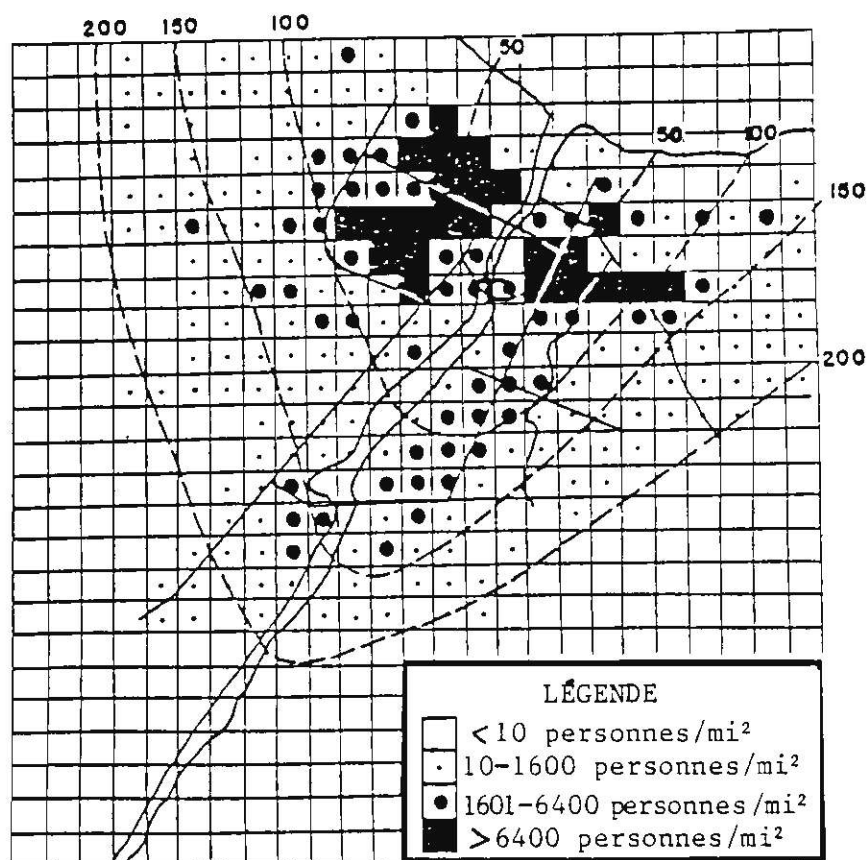 200 150 100
50
50 100
150
200
LÉGENDE
<10 personnes/mi²
10-1600 personnes/mi²
1601-6400 personnes/mi²
>6400 personnes/mi²